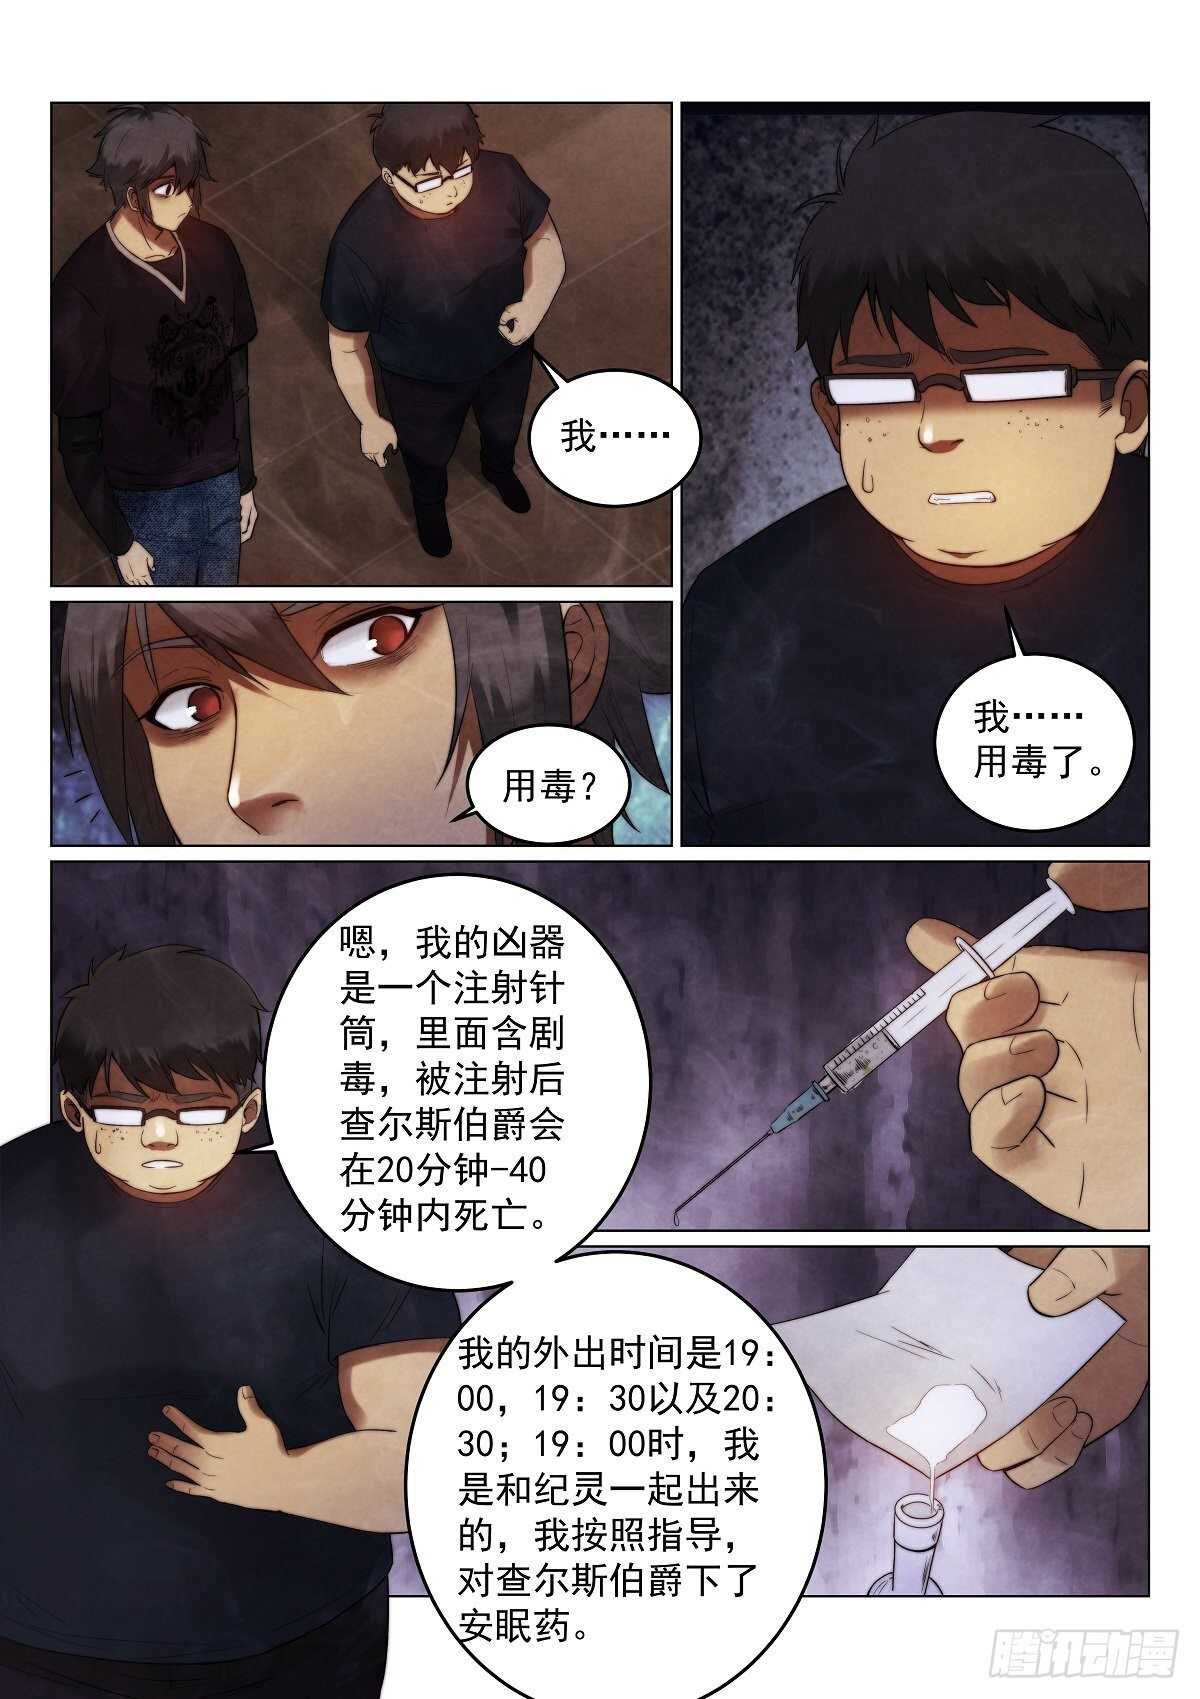 我……
我……
用毒了。
用毒？
嗯，我的凶器
是一个注射针
筒，里面含剧
毒，被注射后
查尔斯伯爵会
在20分钟-40
分钟内死亡。
我的外出时间是19：
00，19：30以及20：
30；19：00时，我
是和纪灵一起出来
的，我按照指导，
对查尔斯伯爵下了
安眠药。
腾讯动漫